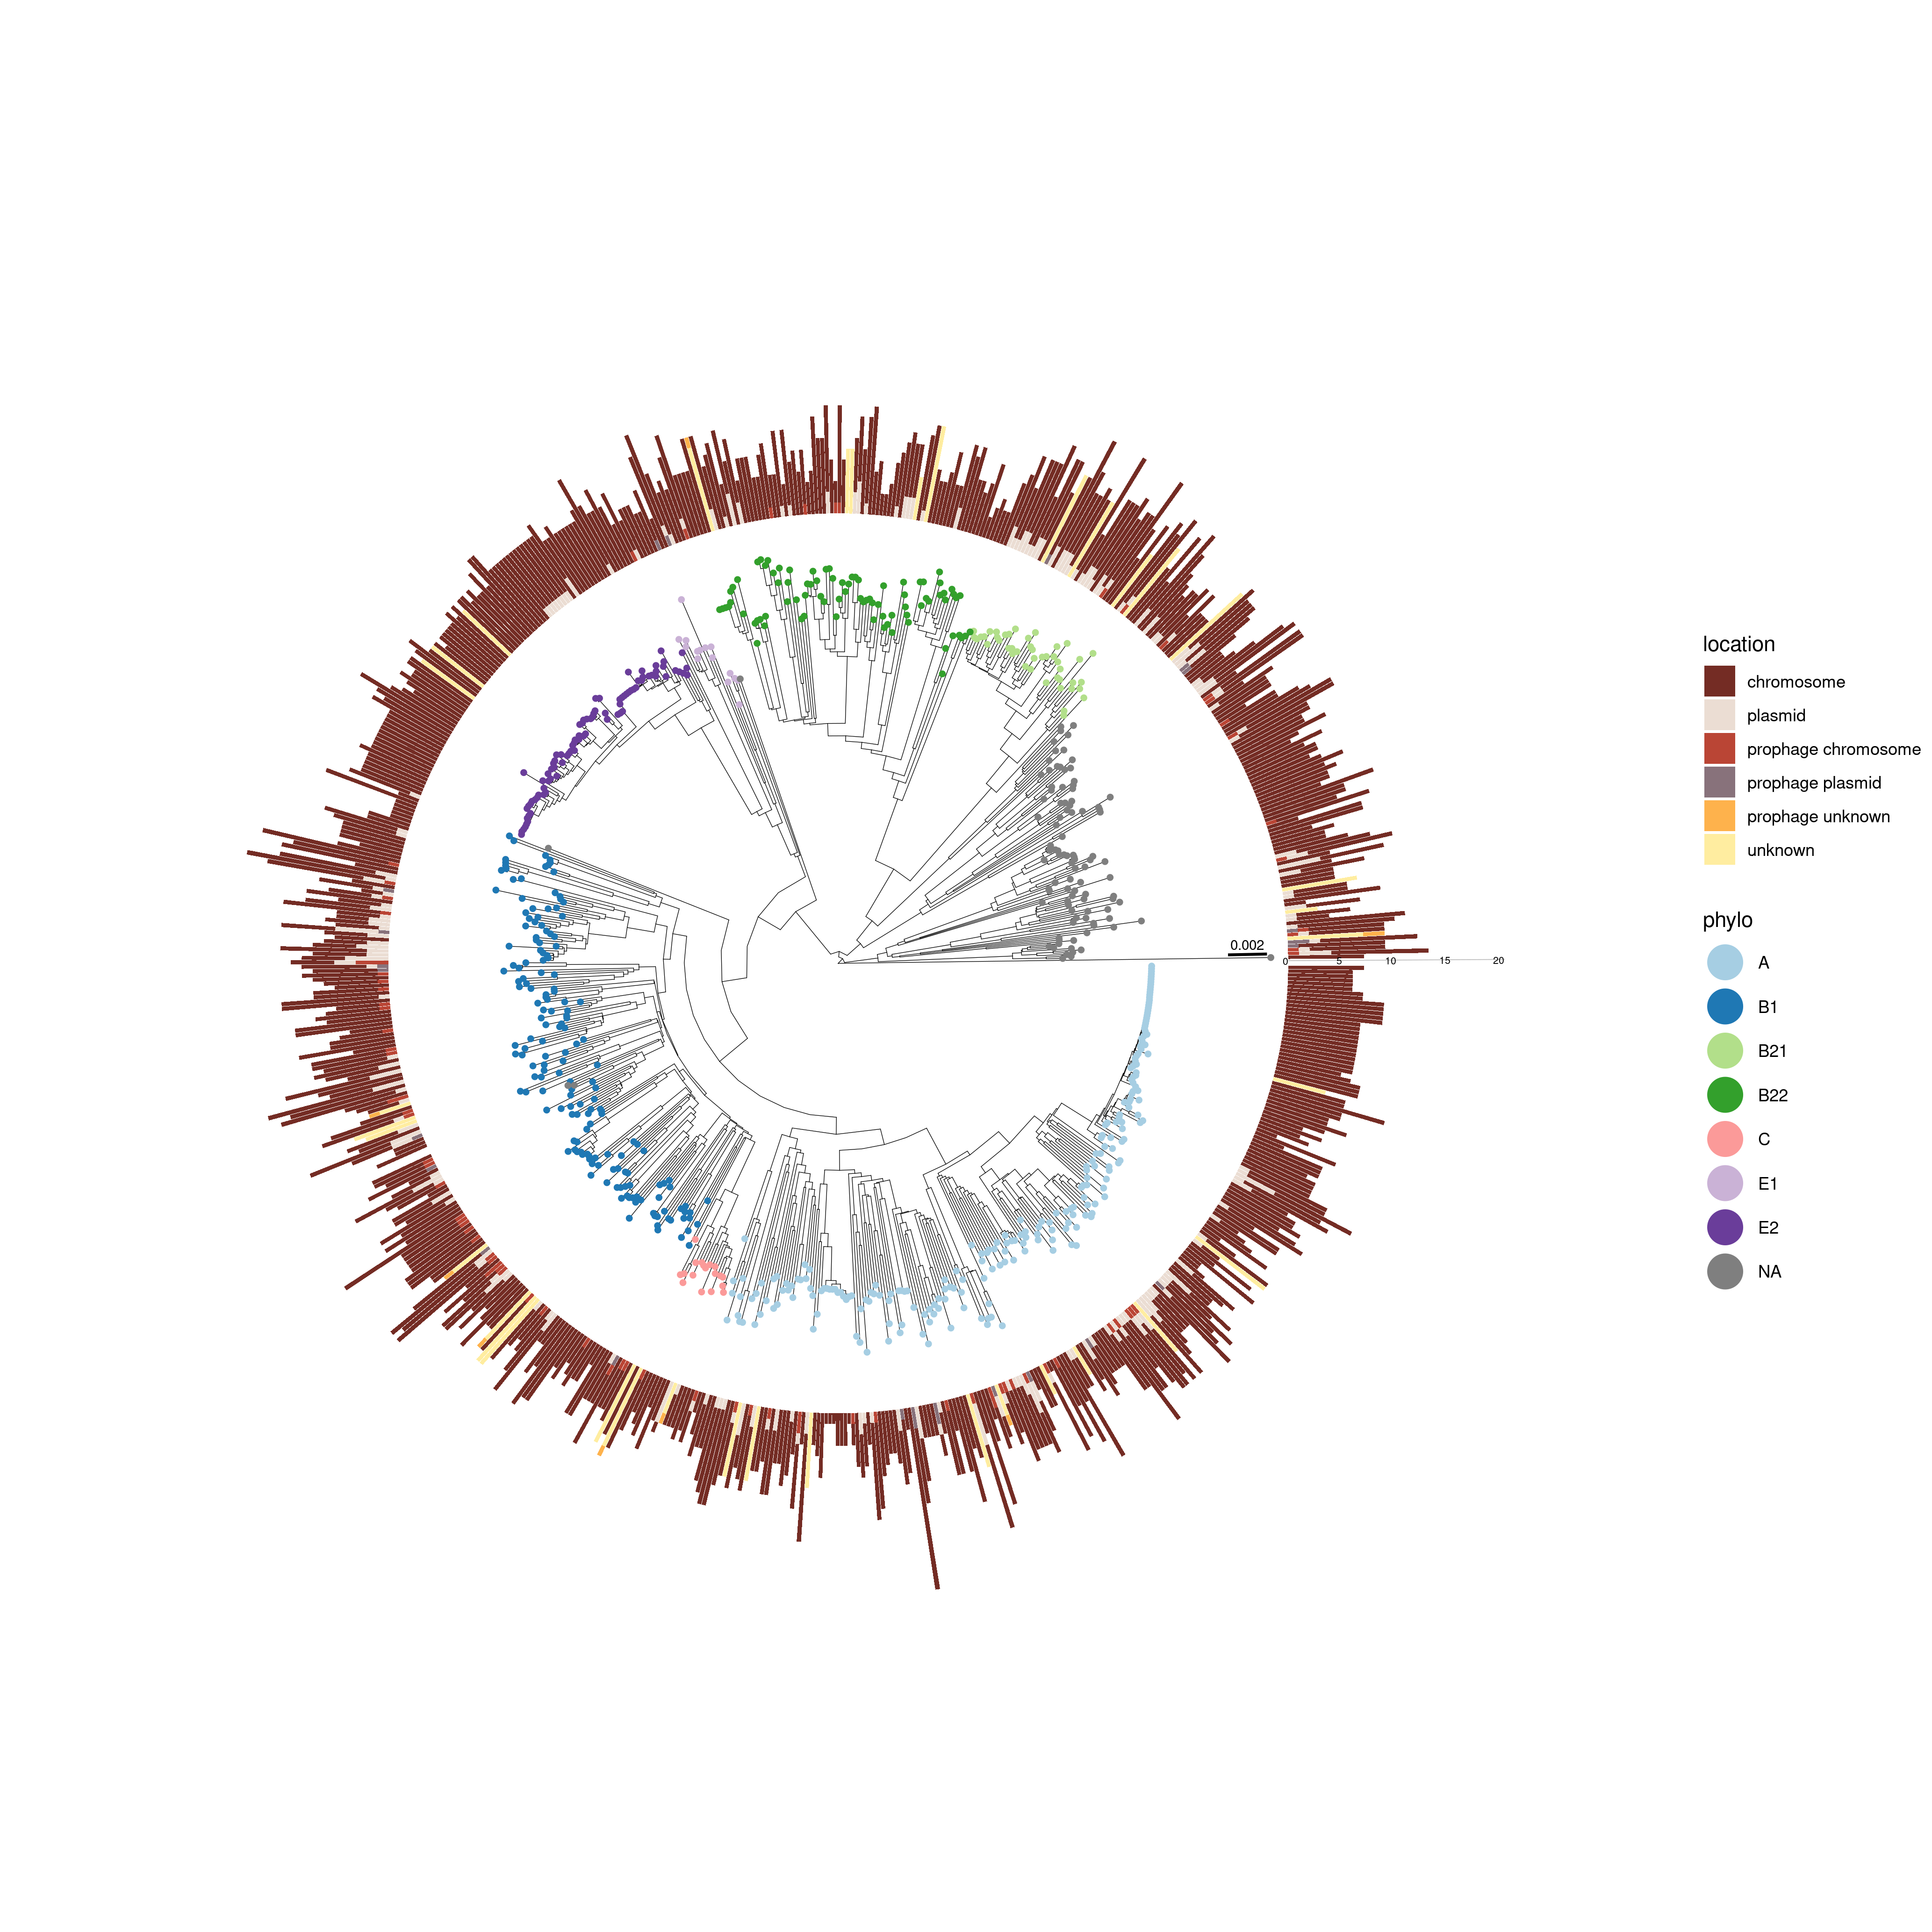 location
chromosome
plasmid
prophage chromosome
prophage plasmid
prophage unknown
unknown
phylo
A
B1
B21
B22
C
E1
E2
NA
0.002
0 5 10 15 20